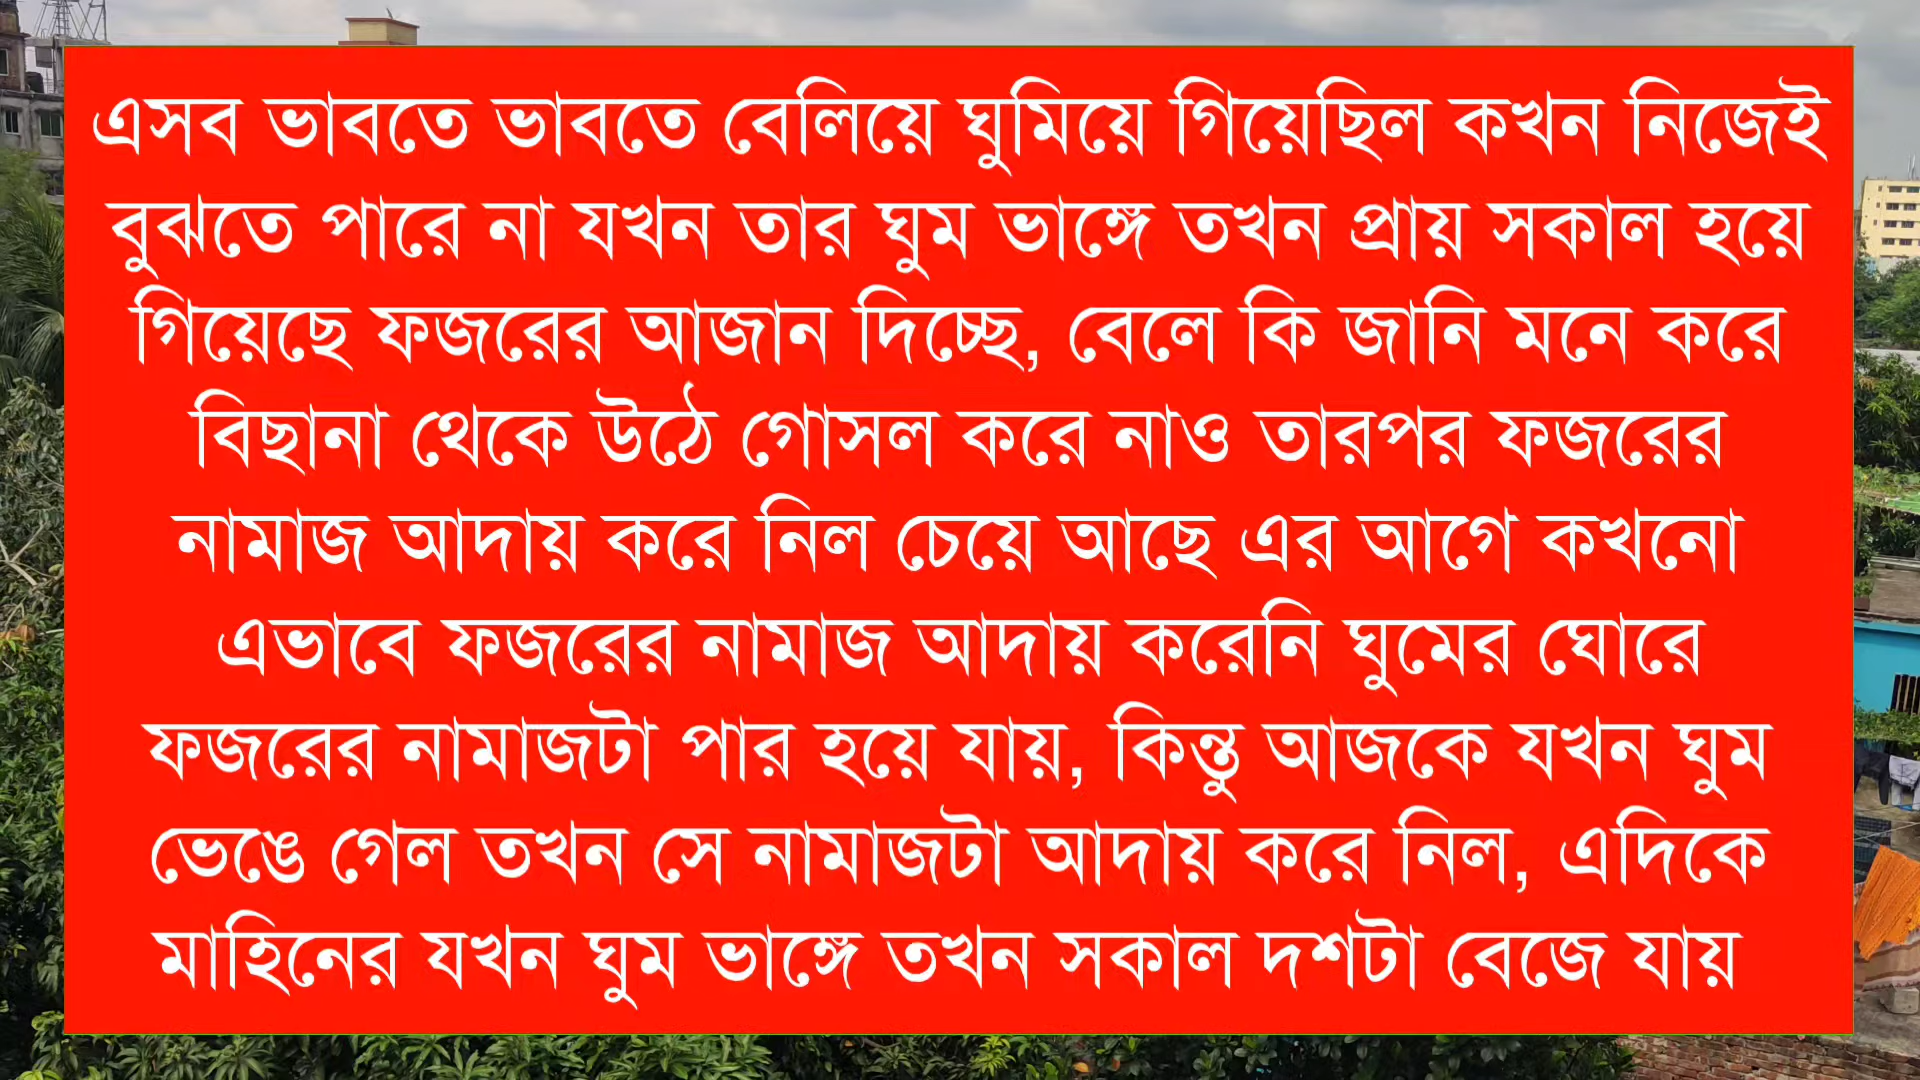 এসব ভাবতে ভাবতে বেলিয়ে ঘুমিয়ে গিয়েছিল কখন নিজেই
বুঝতে পারে না যখন তার ঘুম ভাঙ্গে তখন প্রায় সকাল হয়ে
গিয়েছে ফজরের আজান দিচ্ছে, বেলে কি জানি মনে করে
বিছানা থেকে উঠে গোসল করে নাও তারপর ফজরের
নামাজ আদায় করে নিল চেয়ে আছে এর আগে কখনো
এভাবে ফজরের নামাজ আদায় করেনি ঘুমের ঘোরে
ফজরের নামাজটা পার হয়ে যায়, কিন্তু আজকে যখন ঘুম
ভেঙে গেল তখন সে নামাজটা আদায় করে নিল, এদিকে
মাহিনের যখন ঘুম ভাঙ্গে তখন সকাল দশটা বেজে যায়